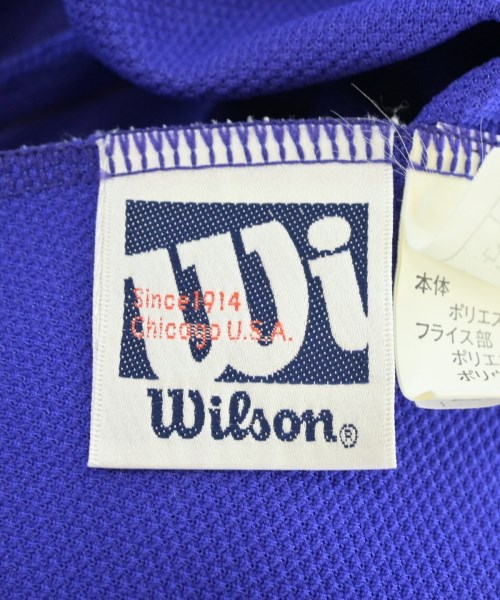 Wi
Since 1914
Chicago U.S.A.
Wilson®
本体
ポリエス
フライス部
ポリエ
ポリ